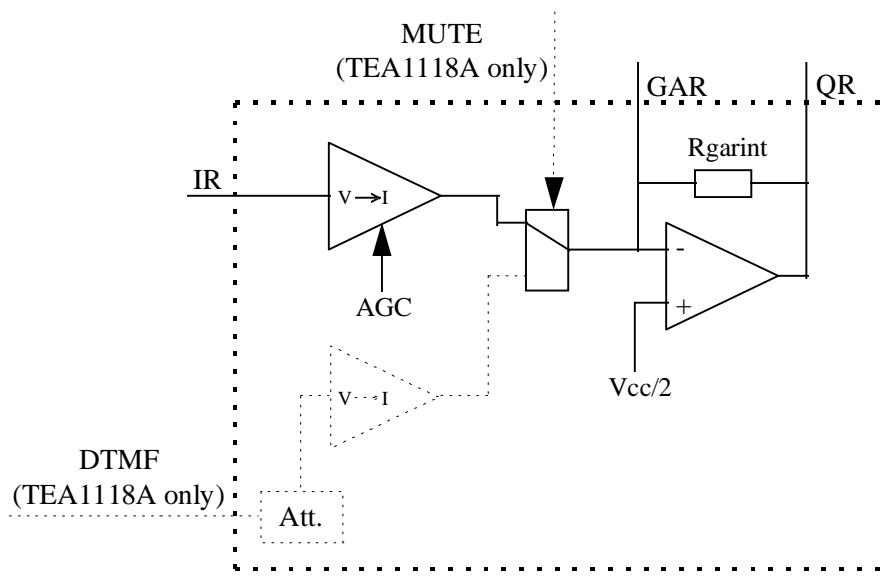 MUTE
(TEA1118A only)
GAR
QR
Rgarint
IR
V I
-
AGC
+
Vcc/2
V I
DTMF
(TEA1118A only)
Att.